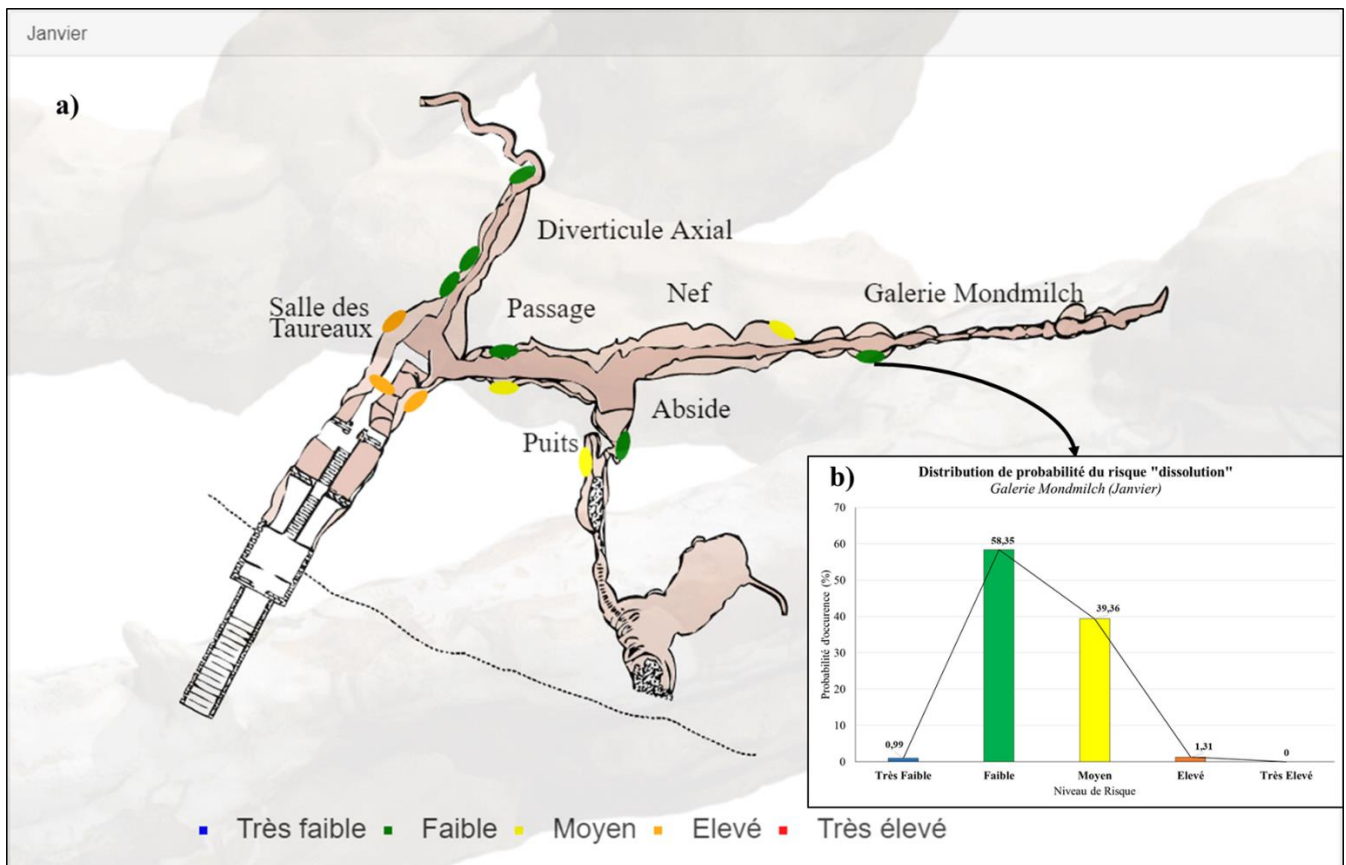 Janvier
a)
Diverticule Axial
Salle des
Taureaux
Passage
Nef
Galerie Mondmilch
Abside
Puits
b)
Distribution de probabilité du risque "dissolution"
Galerie Mondmilch (Janvier)
Probabilité d'occurence (%)
70
60
50
40
30
20
10
0
0,99
58,35
39,36
1,31
0
Très Faible
Faible
Moyen
Elevé
Très Elevé
Niveau de Risque
Très faible
Faible
Moyen
Elevé
Très élevé